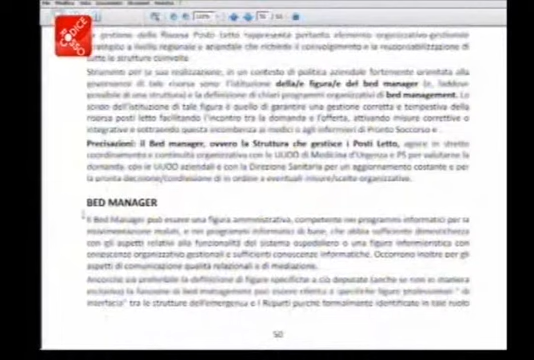 CODICE
ROSSO
gestione della Risorsa Posti Letto rappresenta pertanto elemento organizzativo-gestionale
strategico a livello regionale e aziendale che richiede il coinvolgimento e la responsabilizzazione di
tutte le strutture coinvolte
Strumento per la sua realizzazione, in un contesto di politica aziendale fortemente orientata alla
governance di tale risorsa sono l'istituzione della/e figura/e del bed manager (e, laddove
possibile di una struttura) e la definizione di chiari programmi organizzativi di bed management. Lo
scopo dell'istituzione di tale figura è quello di garantire una gestione corretta e tempestiva della
risorsa posti letto facilitando l'incontro tra la domanda e l'offerta, attivando misure correttive o
integrative e sottraendo questa incombenza ai medici o agli infermieri di Pronto Soccorso e
Precisazioni: il Bed manager, ovvero la Struttura che gestisce i Posti Letto, agisce in stretto
coordinamento e continuità organizzativa con le UUOO di Medicina d'Urgenza e PS per valutarne la
domanda, con le UUOO aziendali e con la Direzione Sanitaria per un aggiornamento costante e per
la pronta decisione/condivisione di in ordine a eventuali misure/scelte organizzative.
BED MANAGER
Il Bed Manager può essere una figura amministrativa, competente nei programmi informatici per la
movimentazione malati, e nei programmi informatici di base, che abbia sufficiente dimestichezza
con gli aspetti relativi alla funzionalità del sistema ospedaliero o una figura infermieristica con
conoscenze organizzativo gestionali e sufficienti conoscenze informatiche. Occorrono inoltre per gli
aspetti di comunicazione qualità relazionali e di mediazione.
Ancorché sia preferibile la definizione di figure specifiche a ciò deputate (anche se non in maniera
esclusiva) la funzione di bed management può essere riferita a specifiche figure professionali " di
interfaccia" tra le strutture dell'emergenza e i Reparti purché formalmente identificate in tale ruolo
50